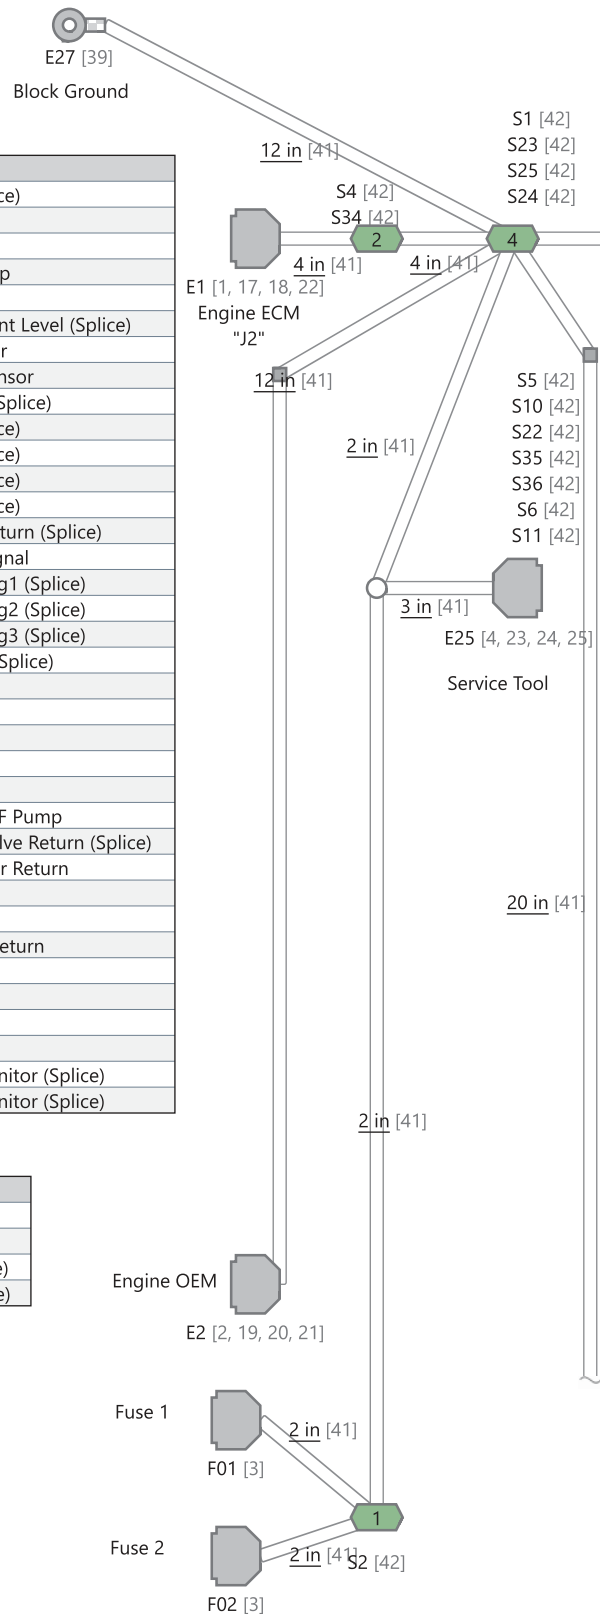 E27 [39]
Block Ground
S1 [42]
S23 [42]
S25 [42]
S24 [42]
12 in [41]
S4 [42]
S34 [42]
2
4
4 in [41]
4 in [41]
E1 [1, 17, 18, 22]
Engine ECM
"J2"
12 in [41]
2 in [41]
S5 [42]
S10 [42]
S22 [42]
S35 [42]
S36 [42]
S6 [42]
S11 [42]
3 in [41]
E25 [4, 23, 24, 25]
Service Tool
20 in [41]
2 in [41]
Engine OEM
E2 [2, 19, 20, 21]
Fuse 1
2 in [41]
F01 [3]
1
Fuse 2
2 in [41]
S2 [42]
F02 [3]
ce)
p
nt Level (Splice)
r
nsor
Splice)
ce)
ce)
ce)
ce)
turn (Splice)
gnal
g1 (Splice)
g2 (Splice)
g3 (Splice)
Splice)
F Pump
lve Return (Splice)
r Return
eturn
nitor (Splice)
nitor (Splice)
e)
e)